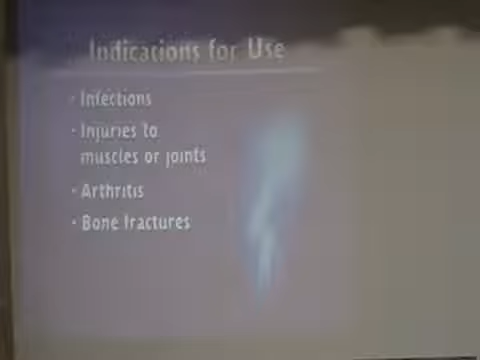 Indications for Use
· Infections
· Injuries to
muscles or joints
· Arthritis
· Bone fractures